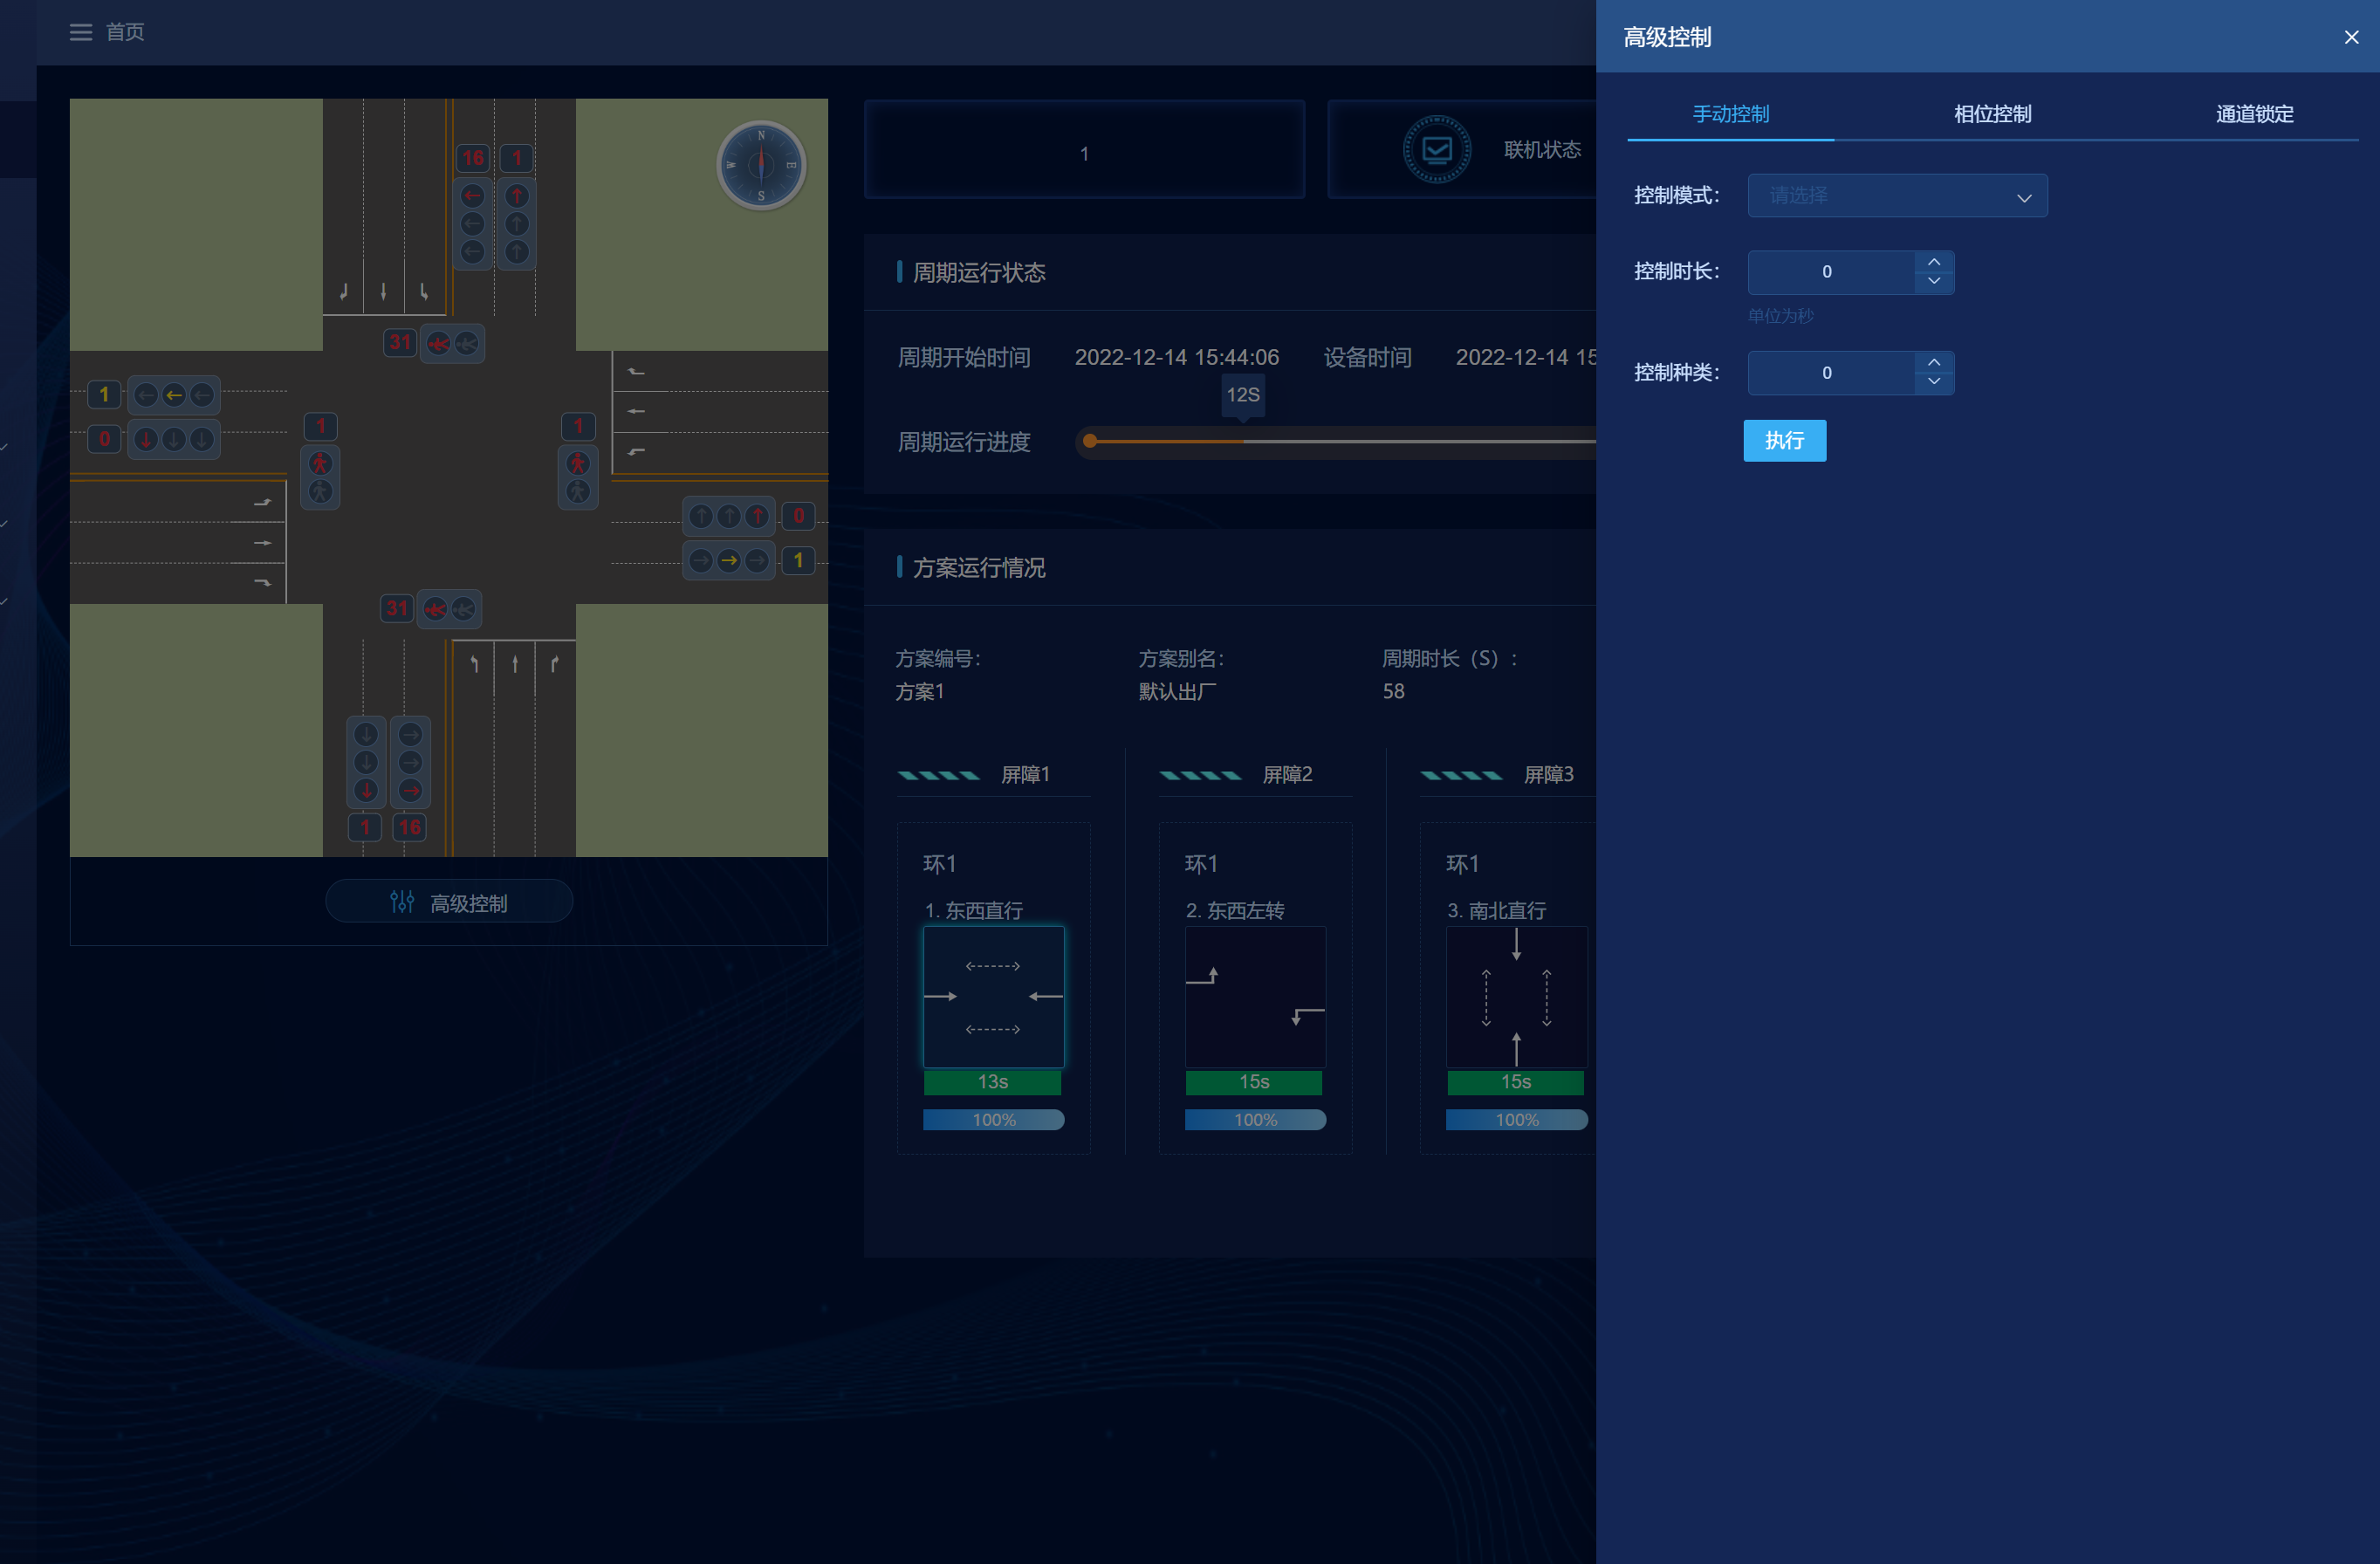 首页
16 1
N
E
S
W
31
1
0
1
1
0
1
31
1 16
高级控制
1
联机状态
周期运行状态
周期开始时间 2022-12-14 15:44:06 设备时间 2022-12-14 15
12S
周期运行进度
方案运行情况
方案编号： 方案别名： 周期时长（S）：
方案1 默认出厂 58
屏障1 屏障2 屏障3
环1 环1 环1
1. 东西直行 2. 东西左转 3. 南北直行
13s 15s 15s
100% 100% 100%
高级控制
手动控制 相位控制 通道锁定
控制模式： 请选择
控制时长： 0
单位为秒
控制种类： 0
执行